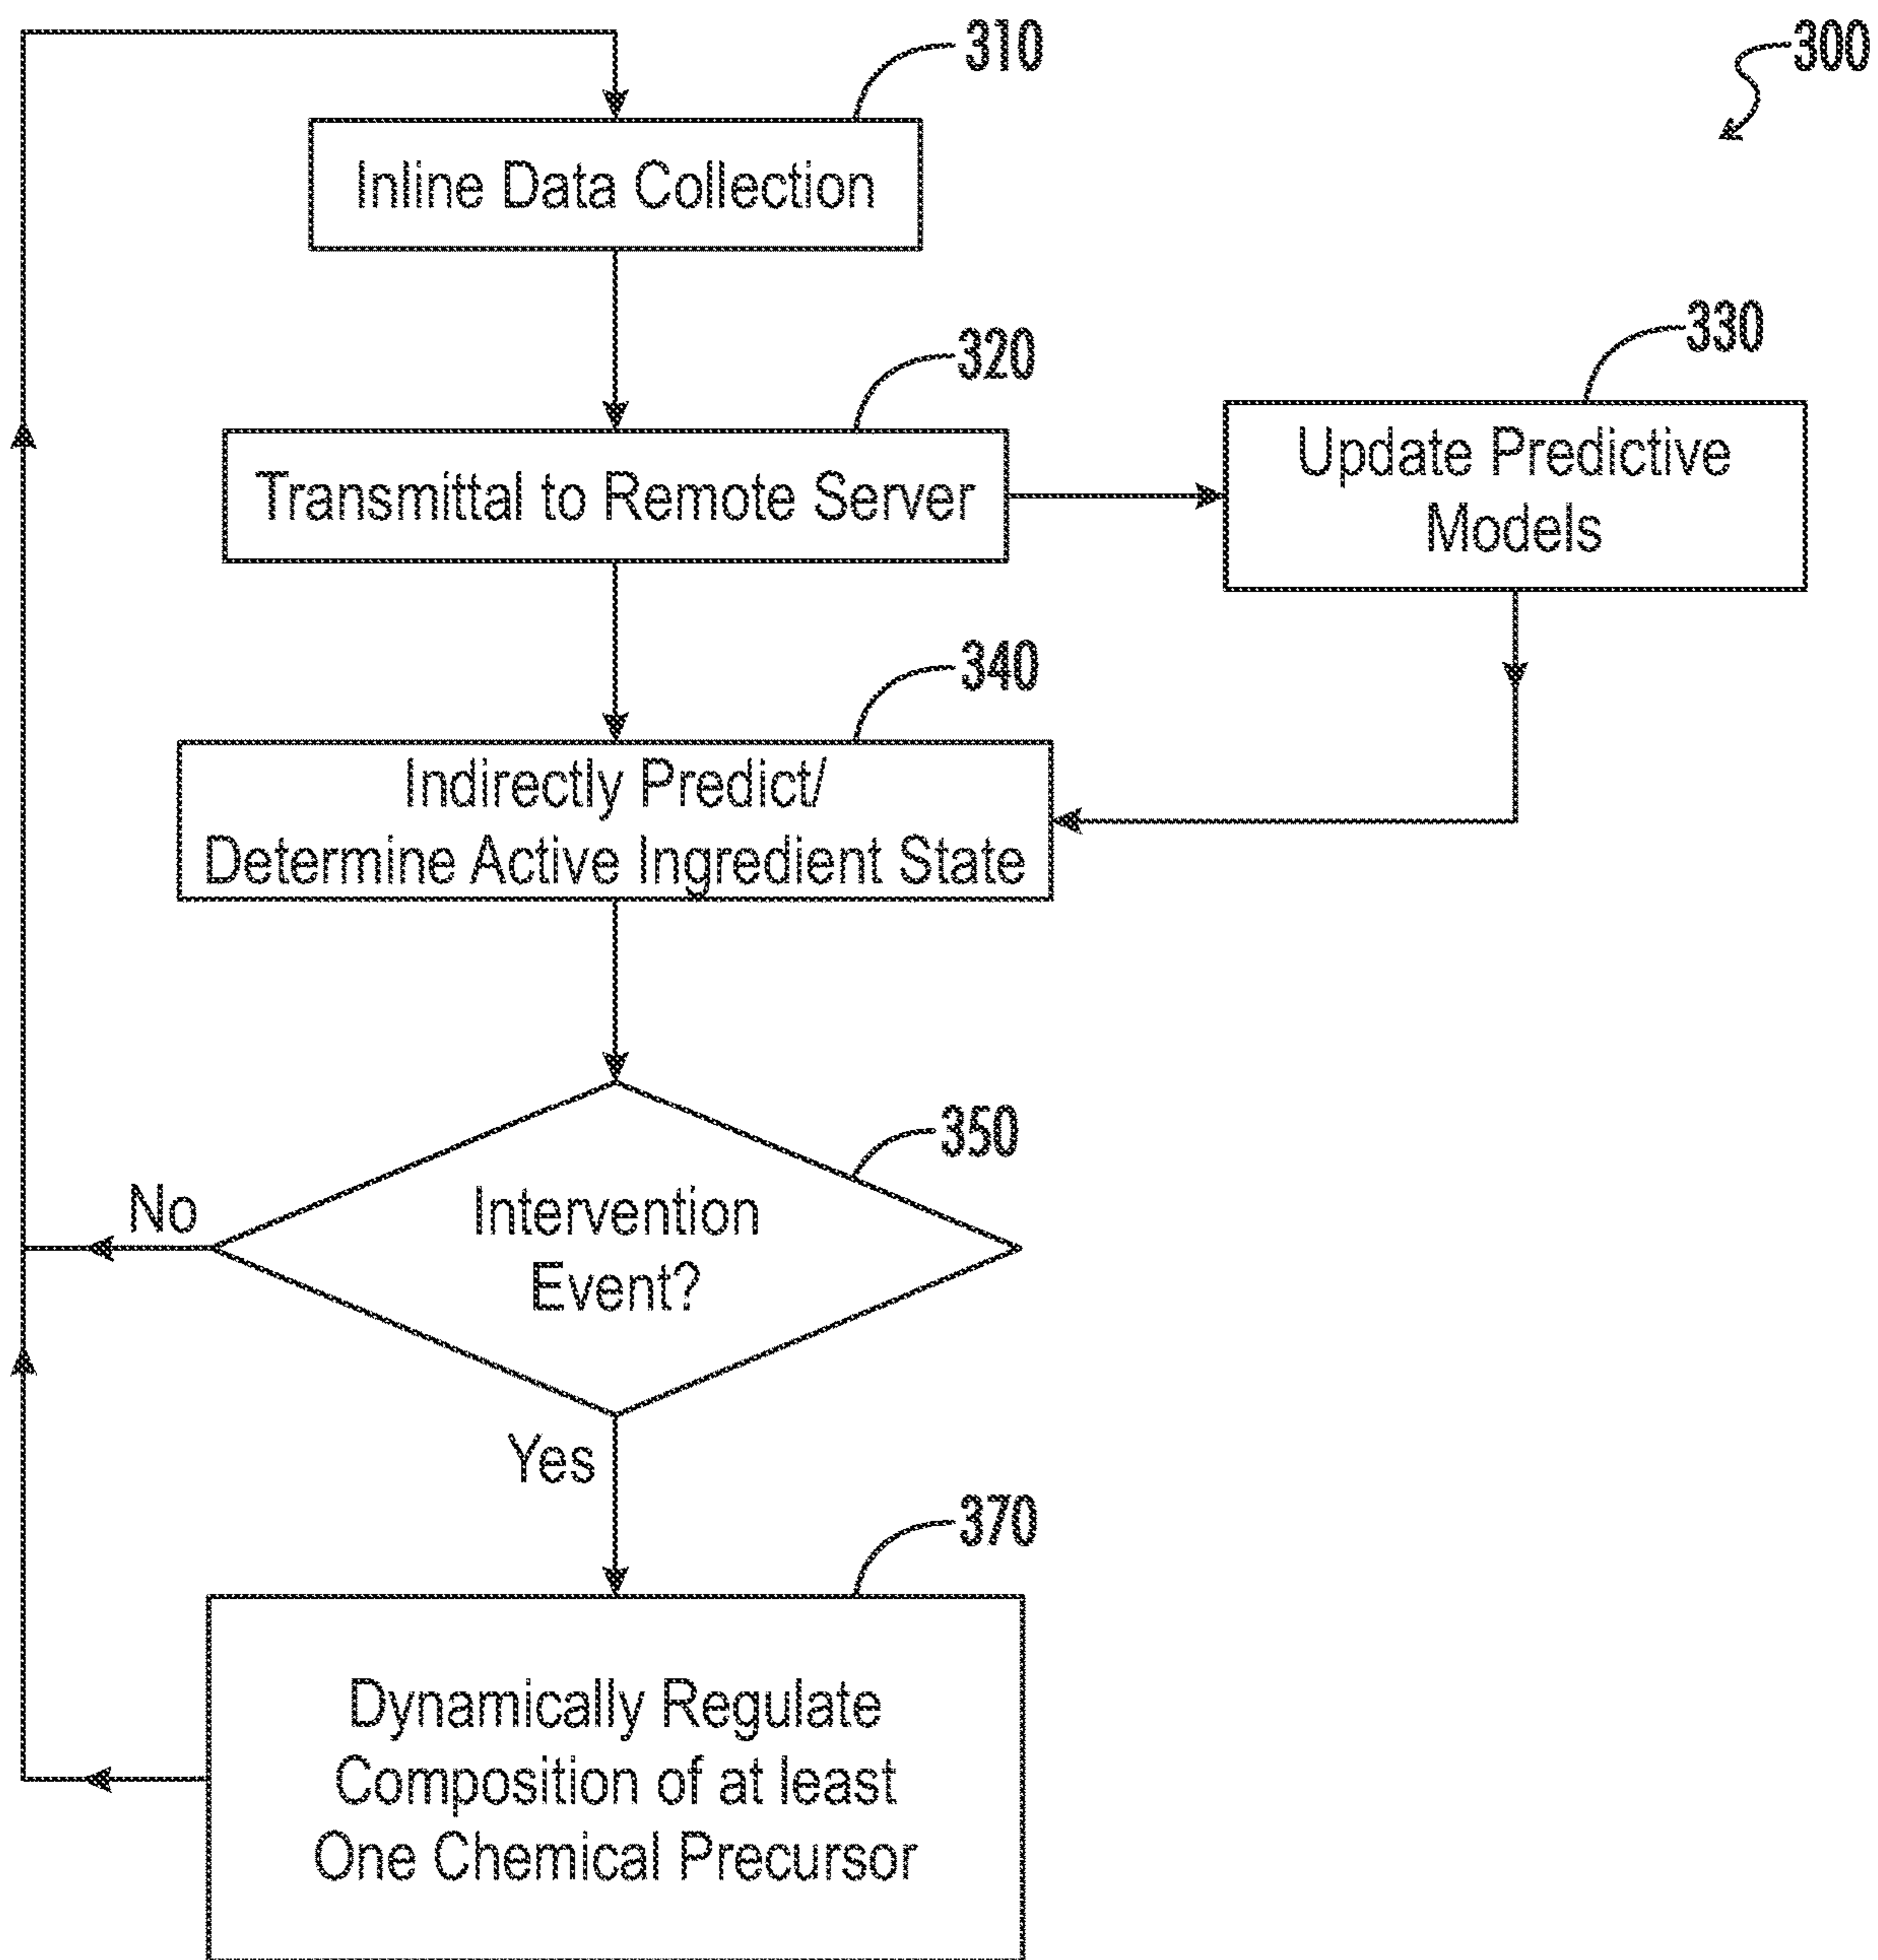 310
300
Inline Data Collection
320
330
Transmittal to Remote Server
Update Predictive
Models
340
Indirectly Predict/
Determine Active Ingredient State
350
No
Intervention
Event?
Yes
370
Dynamically Regulate
Composition of at least
One Chemical Precursor